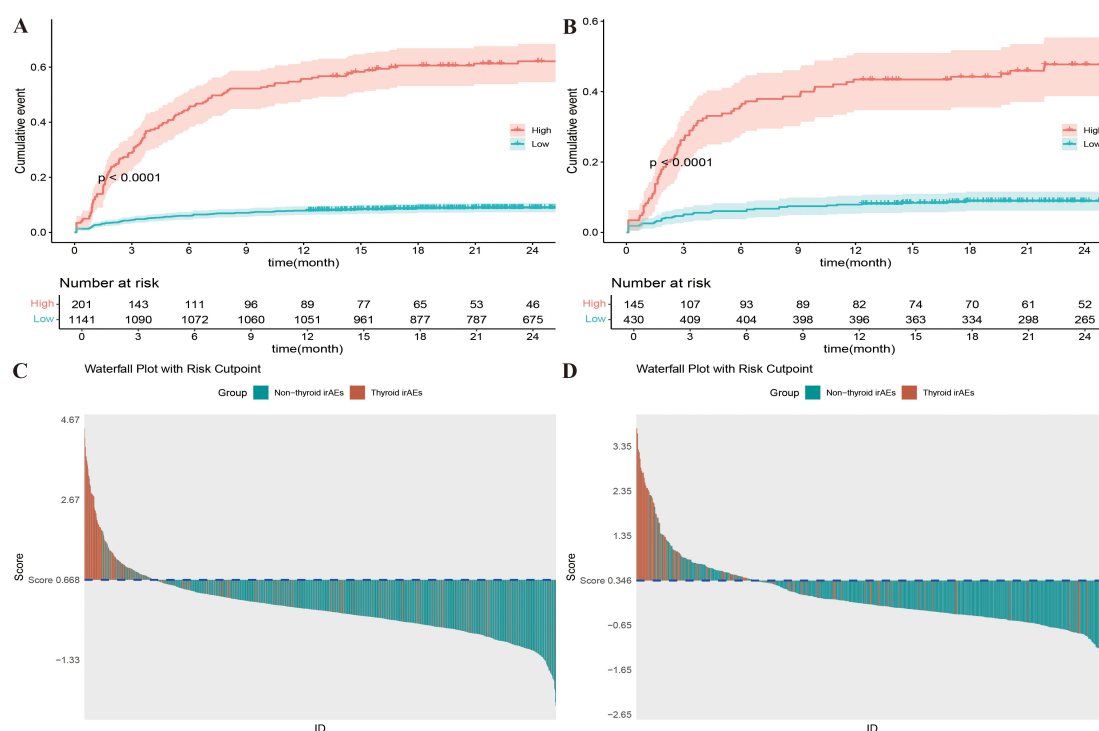 A
Cumulative event
0.6
0.4
0.2
0.0
p < 0.0001
High
Low
0 3 6 9 12 15 18 21 24
time(month)
Number at risk
High 201 143 111 96 89 77 65 53 46
Low 1141 1090 1072 1060 1051 961 877 787 675
0 3 6 9 12 15 18 21 24
time(month)
B
Cumulative event
0.6
0.4
0.2
0.0
p < 0.0001
High
Low
0 3 6 9 12 15 18 21 24
time(month)
Number at risk
High 145 107 93 89 82 74 70 61 52
Low 430 409 404 398 396 363 334 298 265
0 3 6 9 12 15 18 21 24
time(month)
C
Waterfall Plot with Risk Cutpoint
Group Non-thyroid irAEs Thyroid irAEs
Score
4.67
2.67
Score 0.668
−1.33
ID
D
Waterfall Plot with Risk Cutpoint
Group Non-thyroid irAEs Thyroid irAEs
Score
3.35
2.35
1.35
Score 0.346
−0.65
−1.65
−2.65
ID